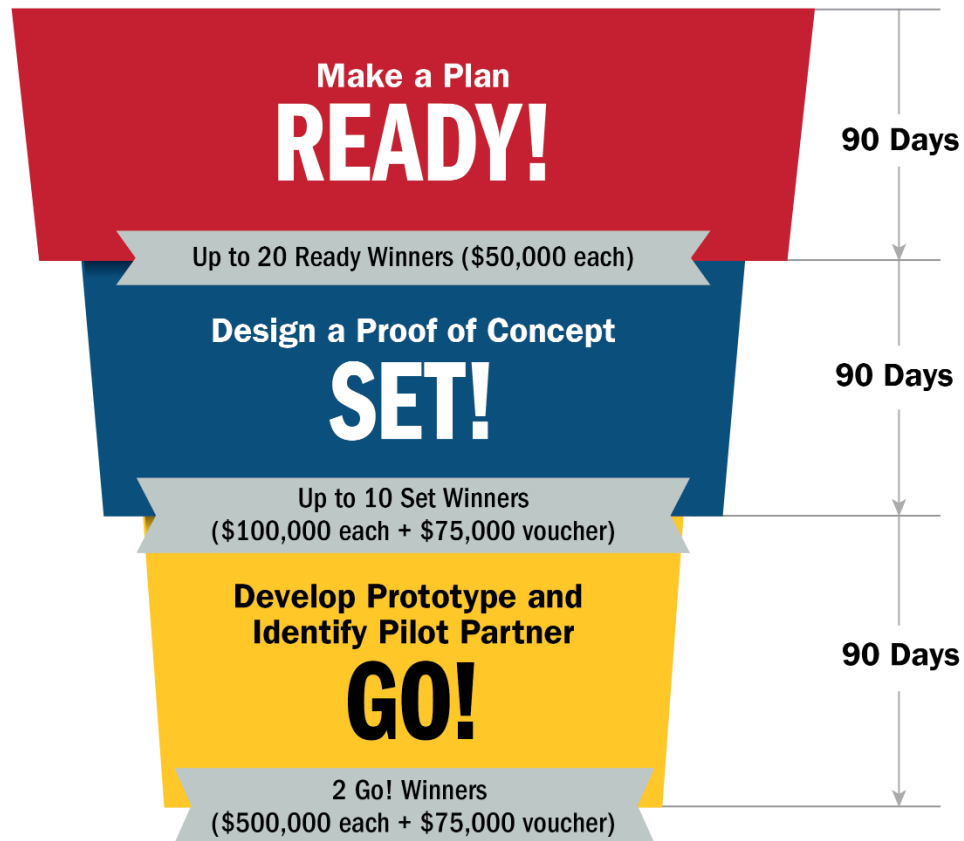 Make a Plan
READY!
90 Days
Up to 20 Ready Winners ($50,000 each)
Design a Proof of Concept
SET!
90 Days
Up to 10 Set Winners
($100,000 each + $75,000 voucher)
Develop Prototype and
Identify Pilot Partner
GO!
90 Days
2 Go! Winners
($500,000 each + $75,000 voucher)